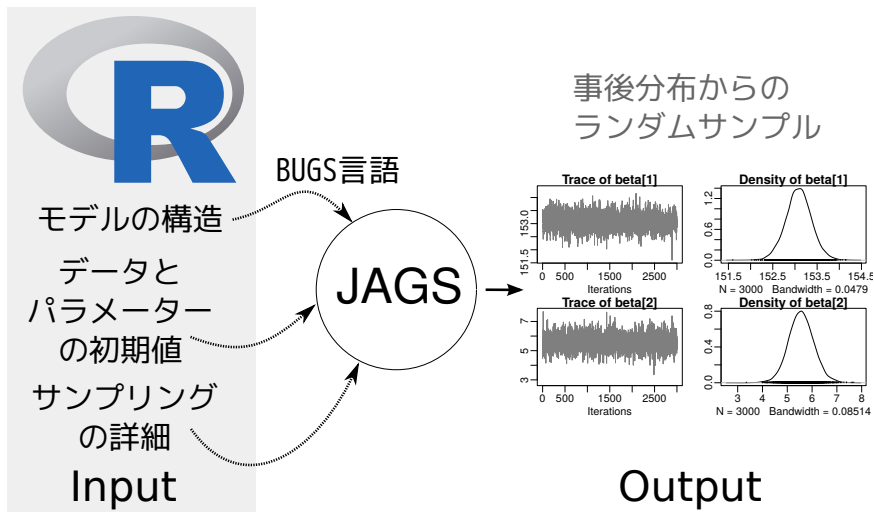 R
BUGS言語
モデルの構造
データと
パラメーター
の初期値
サンプリング
の詳細
Input
JAGS
事後分布からの
ランダムサンプル
Trace of beta[1]
151.5
153.0
0 500 1500 2500
Iterations
Density of beta[1]
0.0 0.6 1.2
151.5 152.5 153.5 154.5
N = 3000 Bandwidth = 0.0479
Trace of beta[2]
3 5 7
0 500 1500 2500
Iterations
Density of beta[2]
0.0 0.4 0.8
3 4 5 6 7 8
N = 3000 Bandwidth = 0.08514
Output